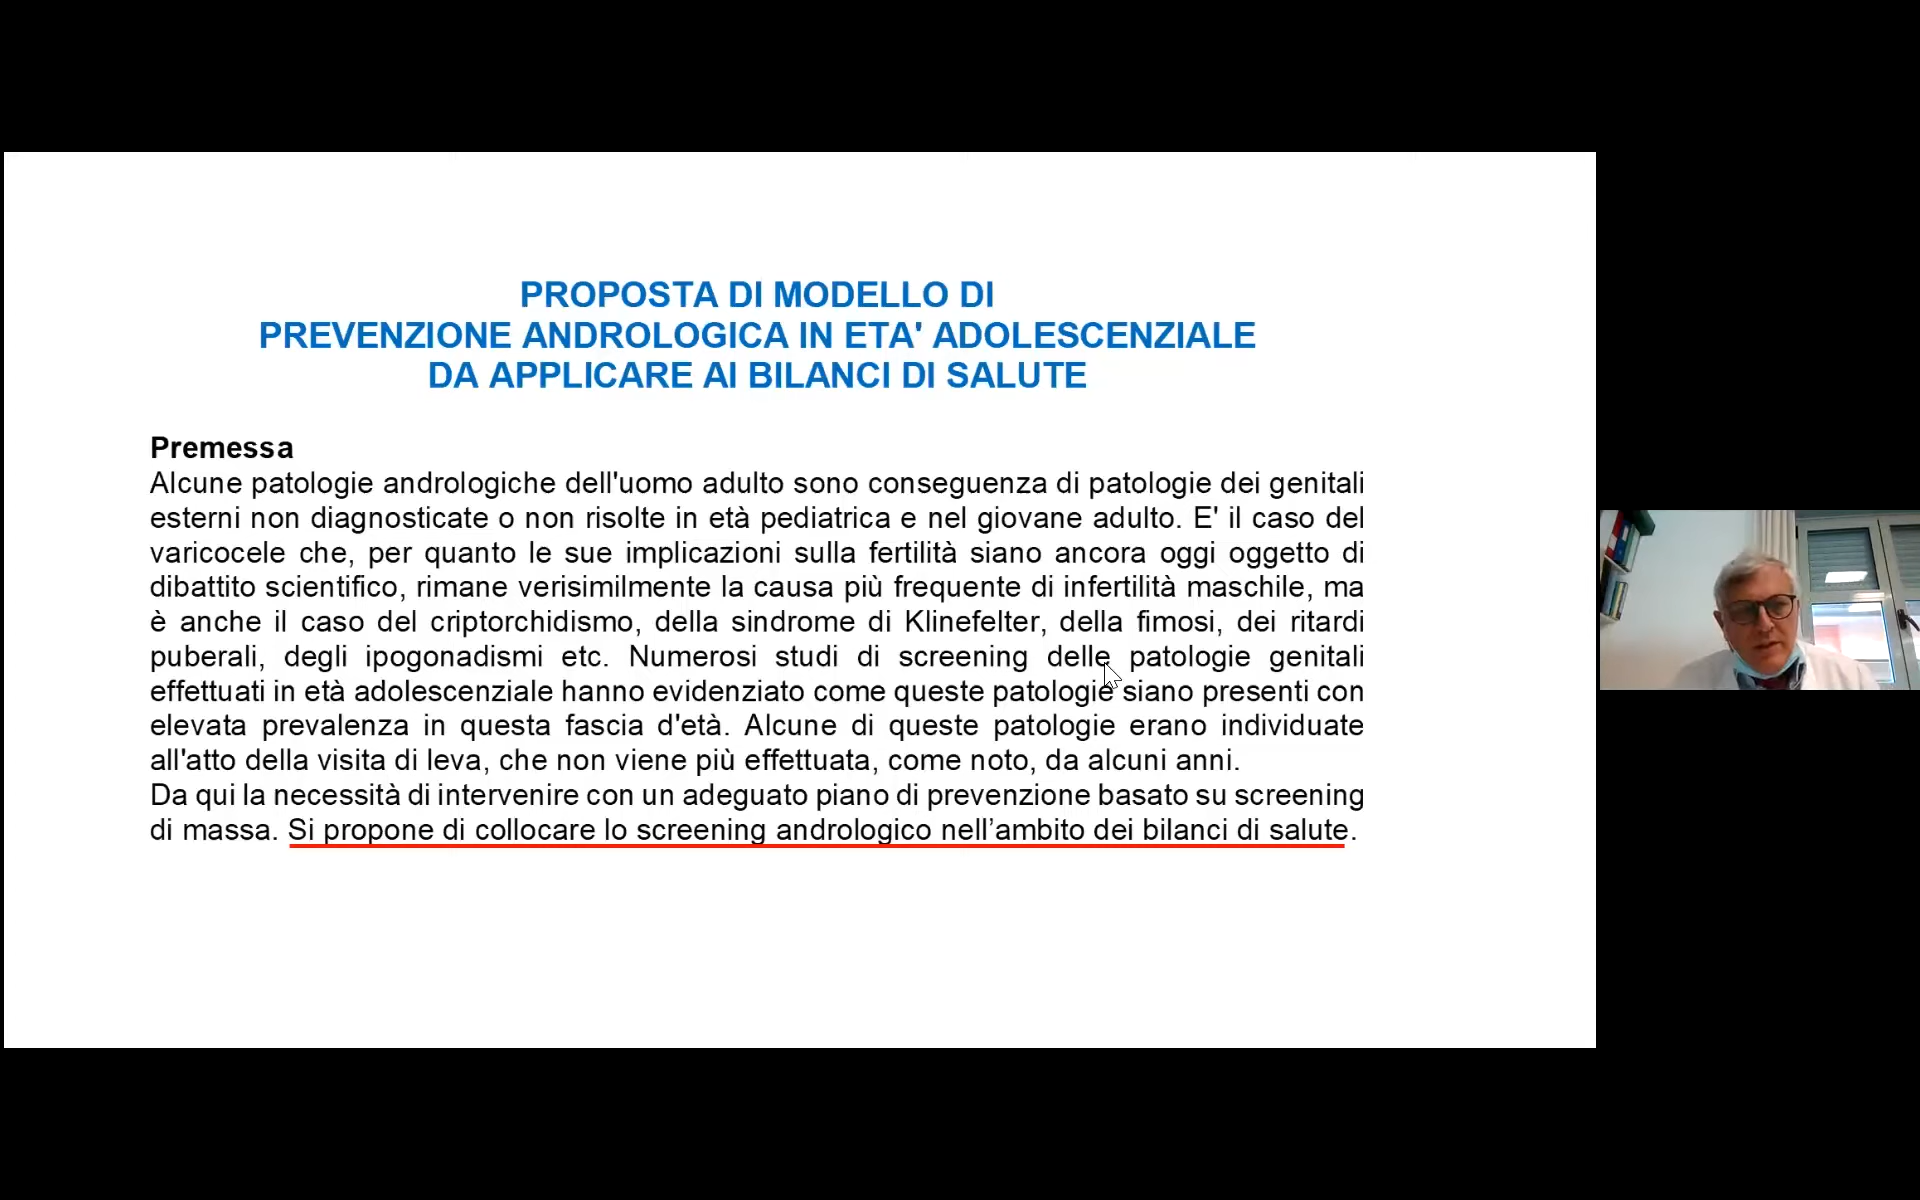 PROPOSTA DI MODELLO DI
PREVENZIONE ANDROLOGICA IN ETA' ADOLESCENZIALE
DA APPLICARE AI BILANCI DI SALUTE
Premessa
Alcune patologie andrologiche dell'uomo adulto sono conseguenza di patologie dei genitali
esterni non diagnosticate o non risolte in età pediatrica e nel giovane adulto. E' il caso del
varicocele che, per quanto le sue implicazioni sulla fertilità siano ancora oggi oggetto di
dibattito scientifico, rimane verisimilmente la causa più frequente di infertilità maschile, ma
è anche il caso del criptorchidismo, della sindrome di Klinefelter, della fimosi, dei ritardi
puberali, degli ipogonadismi etc. Numerosi studi di screening delle patologie genitali
effettuati in età adolescenziale hanno evidenziato come queste patologie siano presenti con
elevata prevalenza in questa fascia d'età. Alcune di queste patologie erano individuate
all'atto della visita di leva, che non viene più effettuata, come noto, da alcuni anni.
Da qui la necessità di intervenire con un adeguato piano di prevenzione basato su screening
di massa. Si propone di collocare lo screening andrologico nell’ambito dei bilanci di salute.